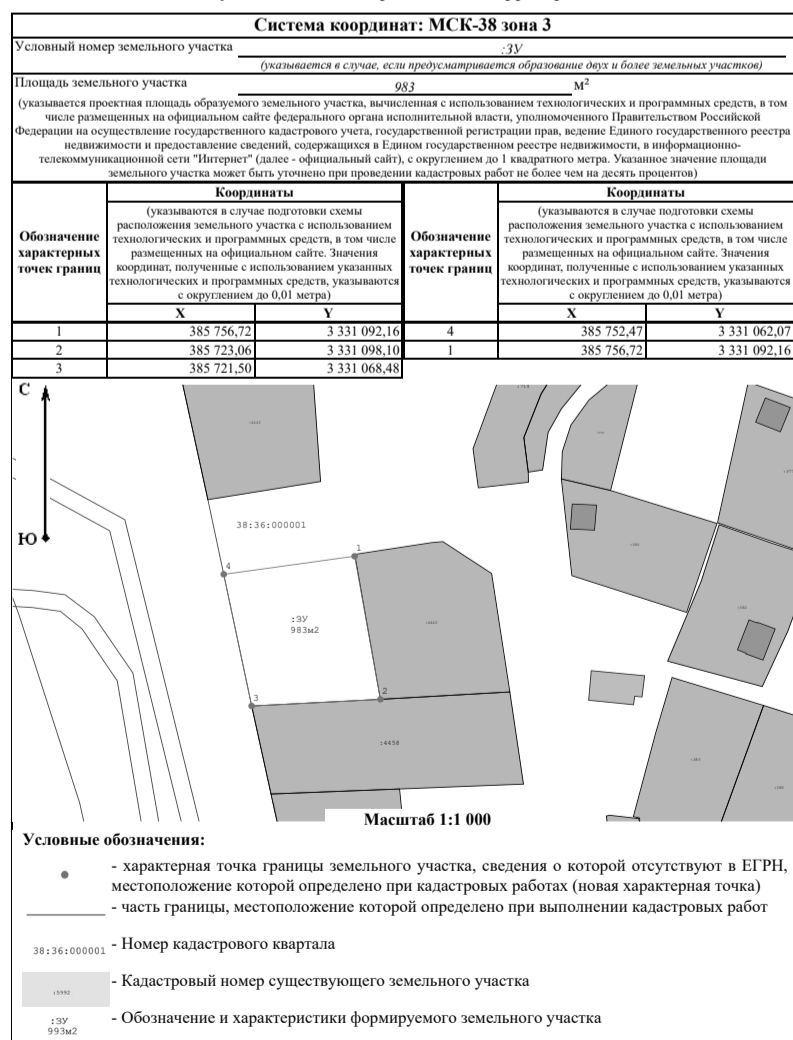 Система координат: МСК-38 зона 3
Условный номер земельного участка :ЗУ
(указывается в случае, если предусматривается образование двух и более земельных участков)
Площадь земельного участка 983 м²
(указывается проектная площадь образуемого земельного участка, вычисленная с использованием технологических и программных средств, в том
числе размещенных на официальном сайте федерального органа исполнительной власти, уполномоченного Правительством Российской
Федерации на осуществление государственного кадастрового учета, государственной регистрации прав, ведение Единого государственного реестра
недвижимости и предоставление сведений, содержащихся в Едином государственном реестре недвижимости, в информационно-
телекоммуникационной сети "Интернет" (далее - официальный сайт), с округлением до 1 квадратного метра. Указанное значение площади
земельного участка может быть уточнено при проведении кадастровых работ не более чем на десять процентов)
Обозначение
характерных
точек границ
Координаты
(указываются в случае подготовки схемы
расположения земельного участка с использованием
технологических и программных средств, в том числе
размещенных на официальном сайте. Значения
координат, полученные с использованием указанных
технологических и программных средств, указываются
с округлением до 0,01 метра)
X Y
Обозначение
характерных
точек границ
Координаты
(указываются в случае подготовки схемы
расположения земельного участка с использованием
технологических и программных средств, в том числе
размещенных на официальном сайте. Значения
координат, полученные с использованием указанных
технологических и программных средств, указываются
с округлением до 0,01 метра)
X Y
1 385 756,72 3 331 092,16 4 385 752,47 3 331 062,07
2 385 723,06 3 331 098,10 1 385 756,72 3 331 092,16
3 385 721,50 3 331 068,48
С
Ю
38:36:000001
1
4
:ЗУ
983м2
2
3
:4458
Масштаб 1:1 000
Условные обозначения:
- характерная точка границы земельного участка, сведения о которой отсутствуют в ЕГРН,
местоположение которой определено при кадастровых работах (новая характерная точка)
- часть границы, местоположение которой определено при выполнении кадастровых работ
38:36:000001 - Номер кадастрового квартала
:5992 - Кадастровый номер существующего земельного участка
:ЗУ
993м2
- Обозначение и характеристики формируемого земельного участка